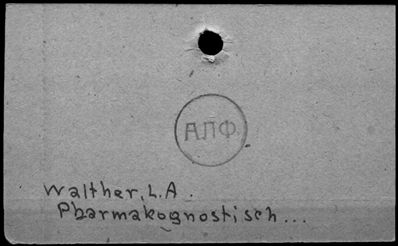 АПФ
Walther, L.A.
Pharmakognostisch...